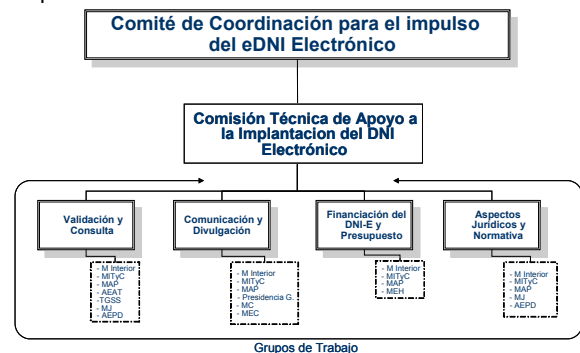 Comité de Coordinación para el impulso
del eDNI Electrónico
Comisión Técnica de Apoyo a
la Implantacion del DNI
Electrónico
Validación y
Consulta
Comunicación y
Divulgación
Financiación del
DNI-E y
Presupuesto
Aspectos
Jurídicos y
Normativa
- M Interior
- MITyC
- MAP
- AEAT
-TGSS
- MJ
- AEPD
- M Interior
- MITyC
- MAP
- Presidencia G.
- MC
- MEC
- M Interior
- MITyC
- MAP
- MEH
- M Interior
- MITyC
- MAP
- MJ
- AEPD
Grupos de Trabajo